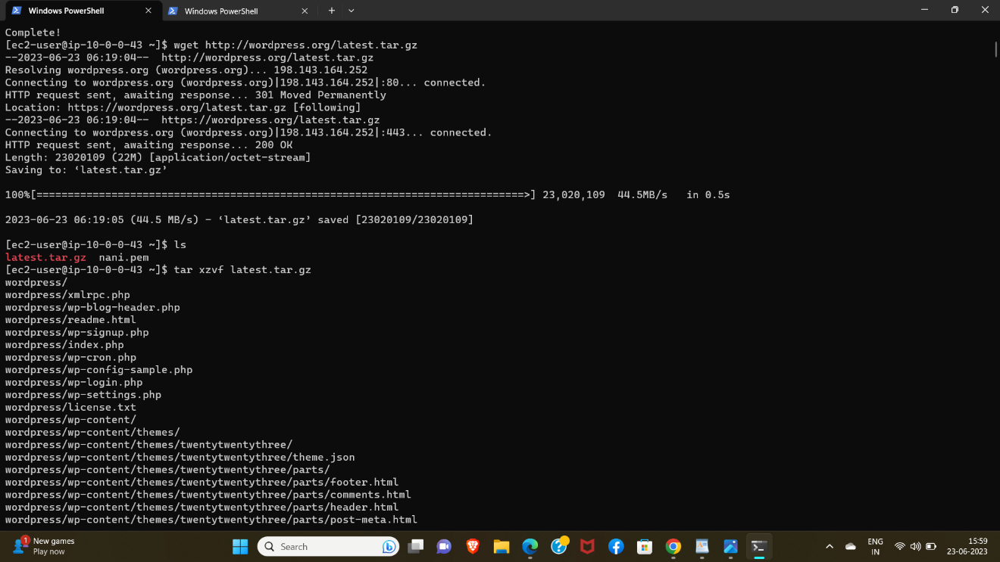 Windows PowerShell
Windows PowerShell
Complete!
[ec2-user@ip-10-0-0-43 ~]$ wget http://wordpress.org/latest.tar.gz
--2023-06-23 06:19:04--  http://wordpress.org/latest.tar.gz
Resolving wordpress.org (wordpress.org)... 198.143.164.252
Connecting to wordpress.org (wordpress.org)|198.143.164.252|:80... connected.
HTTP request sent, awaiting response... 301 Moved Permanently
Location: https://wordpress.org/latest.tar.gz [following]
--2023-06-23 06:19:04--  https://wordpress.org/latest.tar.gz
Connecting to wordpress.org (wordpress.org)|198.143.164.252|:443... connected.
HTTP request sent, awaiting response... 200 OK
Length: 23020109 (22M) [application/octet-stream]
Saving to: ‘latest.tar.gz’
100%[==============================================================================>] 23,020,109  44.5MB/s   in 0.5s
2023-06-23 06:19:05 (44.5 MB/s) - ‘latest.tar.gz’ saved [23020109/23020109]
[ec2-user@ip-10-0-0-43 ~]$ ls
latest.tar.gz  nani.pem
[ec2-user@ip-10-0-0-43 ~]$ tar xzvf latest.tar.gz
wordpress/
wordpress/xmlrpc.php
wordpress/wp-blog-header.php
wordpress/readme.html
wordpress/wp-signup.php
wordpress/index.php
wordpress/wp-cron.php
wordpress/wp-config-sample.php
wordpress/wp-login.php
wordpress/wp-settings.php
wordpress/license.txt
wordpress/wp-content/
wordpress/wp-content/themes/
wordpress/wp-content/themes/twentytwentythree/
wordpress/wp-content/themes/twentytwentythree/theme.json
wordpress/wp-content/themes/twentytwentythree/parts/
wordpress/wp-content/themes/twentytwentythree/parts/footer.html
wordpress/wp-content/themes/twentytwentythree/parts/comments.html
wordpress/wp-content/themes/twentytwentythree/parts/header.html
wordpress/wp-content/themes/twentytwentythree/parts/post-meta.html
1
New games
Play now
Search
ENG
IN
15:59
23-06-2023